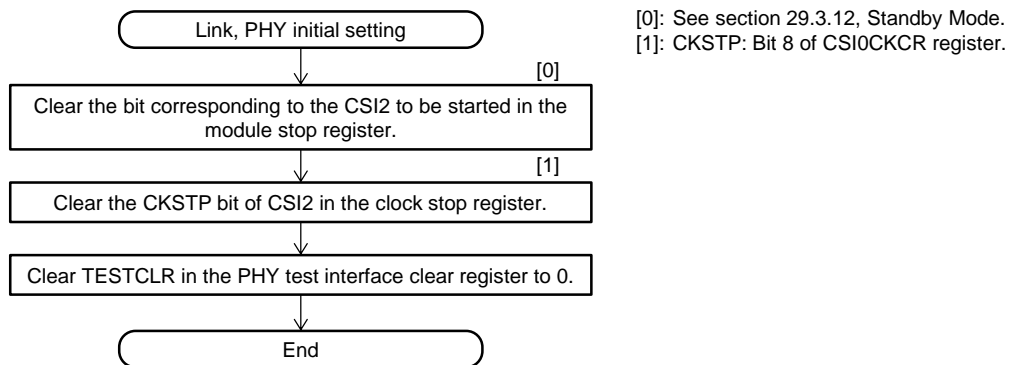 Link, PHY initial setting
[0]: See section 29.3.12, Standby Mode.
[1]: CKSTP: Bit 8 of CSI0CKCR register.
[0]
Clear the bit corresponding to the CSI2 to be started in the
module stop register.
[1]
Clear the CKSTP bit of CSI2 in the clock stop register.
Clear TESTCLR in the PHY test interface clear register to 0.
End